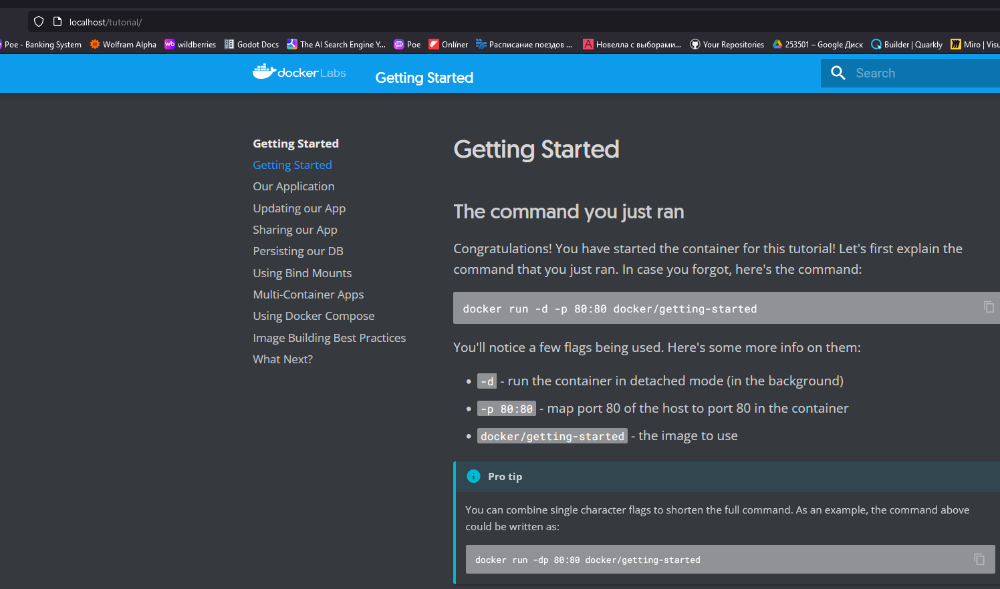 localhost/tutorial/
Poe - Banking System Wolfram Alpha wildberries Godot Docs The AI Search Engine Y... Poe Onlíner Расписание поездов ... Новелла с выборами... Your Repositories 253501 – Google Диск Builder | Quarkly Miro | Visu
docker Labs Getting Started Search
Getting Started
Getting Started
Our Application
Updating our App
Sharing our App
Persisting our DB
Using Bind Mounts
Multi-Container Apps
Using Docker Compose
Image Building Best Practices
What Next?
Getting Started
The command you just ran
Congratulations! You have started the container for this tutorial! Let's first explain the
command that you just ran. In case you forgot, here's the command:
docker run -d -p 80:80 docker/getting-started
You'll notice a few flags being used. Here's some more info on them:
• -d - run the container in detached mode (in the background)
• -p 80:80 - map port 80 of the host to port 80 in the container
• docker/getting-started - the image to use
Pro tip
You can combine single character flags to shorten the full command. As an example, the command above
could be written as:
docker run -dp 80:80 docker/getting-started